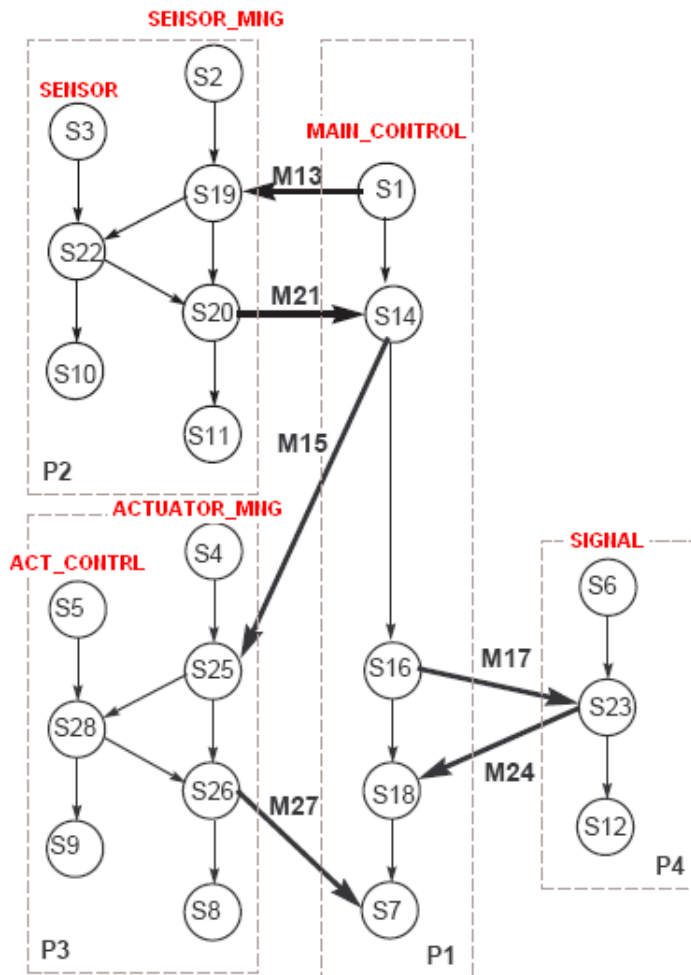 SENSOR_MNG
S2
SENSOR
S3
MAIN_CONTROL
M13
S19
S1
S22
M21
S20
S14
S10
S11
M15
P2
ACTUATOR_MNG
S4
SIGNAL
ACT_CONTRL
S5
S6
S25
S16
M17
S28
S23
S26
M27
S18
M24
S12
S9
P4
S8
S7
P3
P1